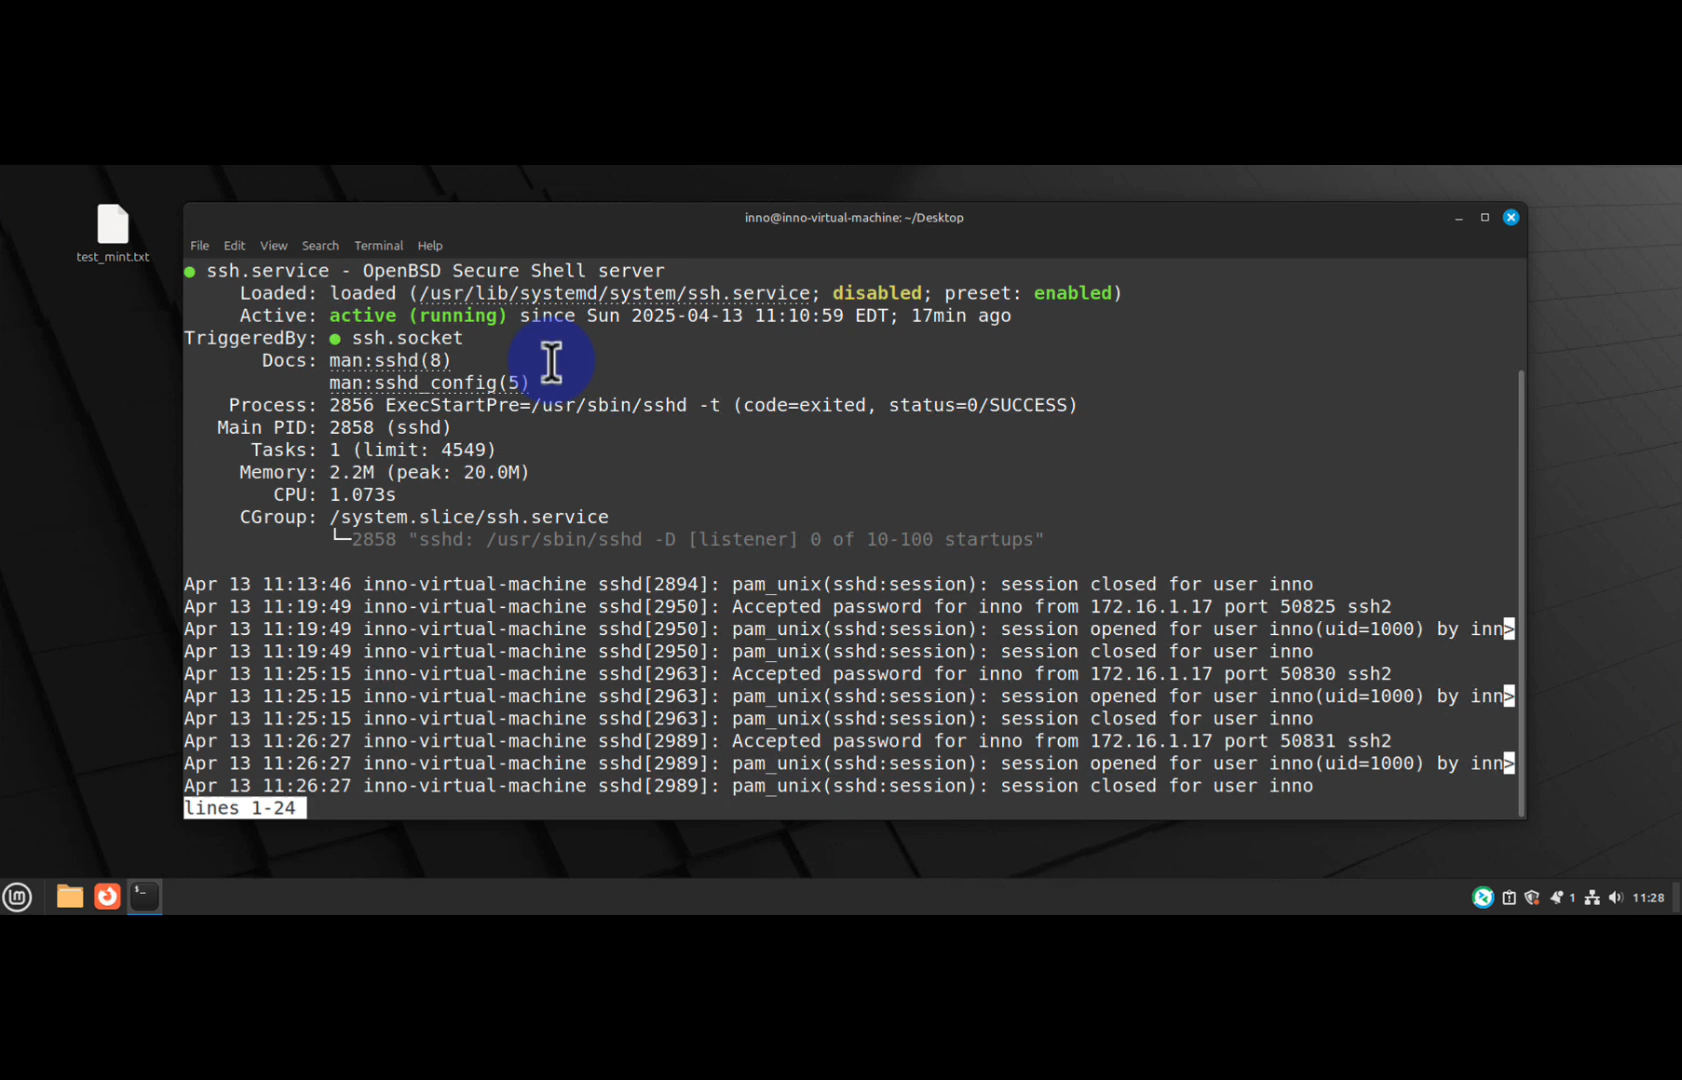 inno@inno-virtual-machine: ~/Desktop
test_mint.txt
File Edit View Search Terminal Help
● ssh.service - OpenBSD Secure Shell server
Loaded: loaded (/usr/lib/systemd/system/ssh.service; disabled; preset: enabled)
Active: active (running) since Sun 2025-04-13 11:10:59 EDT; 17min ago
TriggeredBy: ● ssh.socket
Docs: man:sshd(8)
man:sshd_config(5)
Process: 2856 ExecStartPre=/usr/sbin/sshd -t (code=exited, status=0/SUCCESS)
Main PID: 2858 (sshd)
Tasks: 1 (limit: 4549)
Memory: 2.2M (peak: 20.0M)
CPU: 1.073s
CGroup: /system.slice/ssh.service
└─2858 "sshd: /usr/sbin/sshd -D [listener] 0 of 10-100 startups"
Apr 13 11:13:46 inno-virtual-machine sshd[2894]: pam_unix(sshd:session): session closed for user inno
Apr 13 11:19:49 inno-virtual-machine sshd[2950]: Accepted password for inno from 172.16.1.17 port 50825 ssh2
Apr 13 11:19:49 inno-virtual-machine sshd[2950]: pam_unix(sshd:session): session opened for user inno(uid=1000) by inn>
Apr 13 11:19:49 inno-virtual-machine sshd[2950]: pam_unix(sshd:session): session closed for user inno
Apr 13 11:25:15 inno-virtual-machine sshd[2963]: Accepted password for inno from 172.16.1.17 port 50830 ssh2
Apr 13 11:25:15 inno-virtual-machine sshd[2963]: pam_unix(sshd:session): session opened for user inno(uid=1000) by inn>
Apr 13 11:25:15 inno-virtual-machine sshd[2963]: pam_unix(sshd:session): session closed for user inno
Apr 13 11:26:27 inno-virtual-machine sshd[2989]: Accepted password for inno from 172.16.1.17 port 50831 ssh2
Apr 13 11:26:27 inno-virtual-machine sshd[2989]: pam_unix(sshd:session): session opened for user inno(uid=1000) by inn>
Apr 13 11:26:27 inno-virtual-machine sshd[2989]: pam_unix(sshd:session): session closed for user inno
lines 1-24
1 11:28